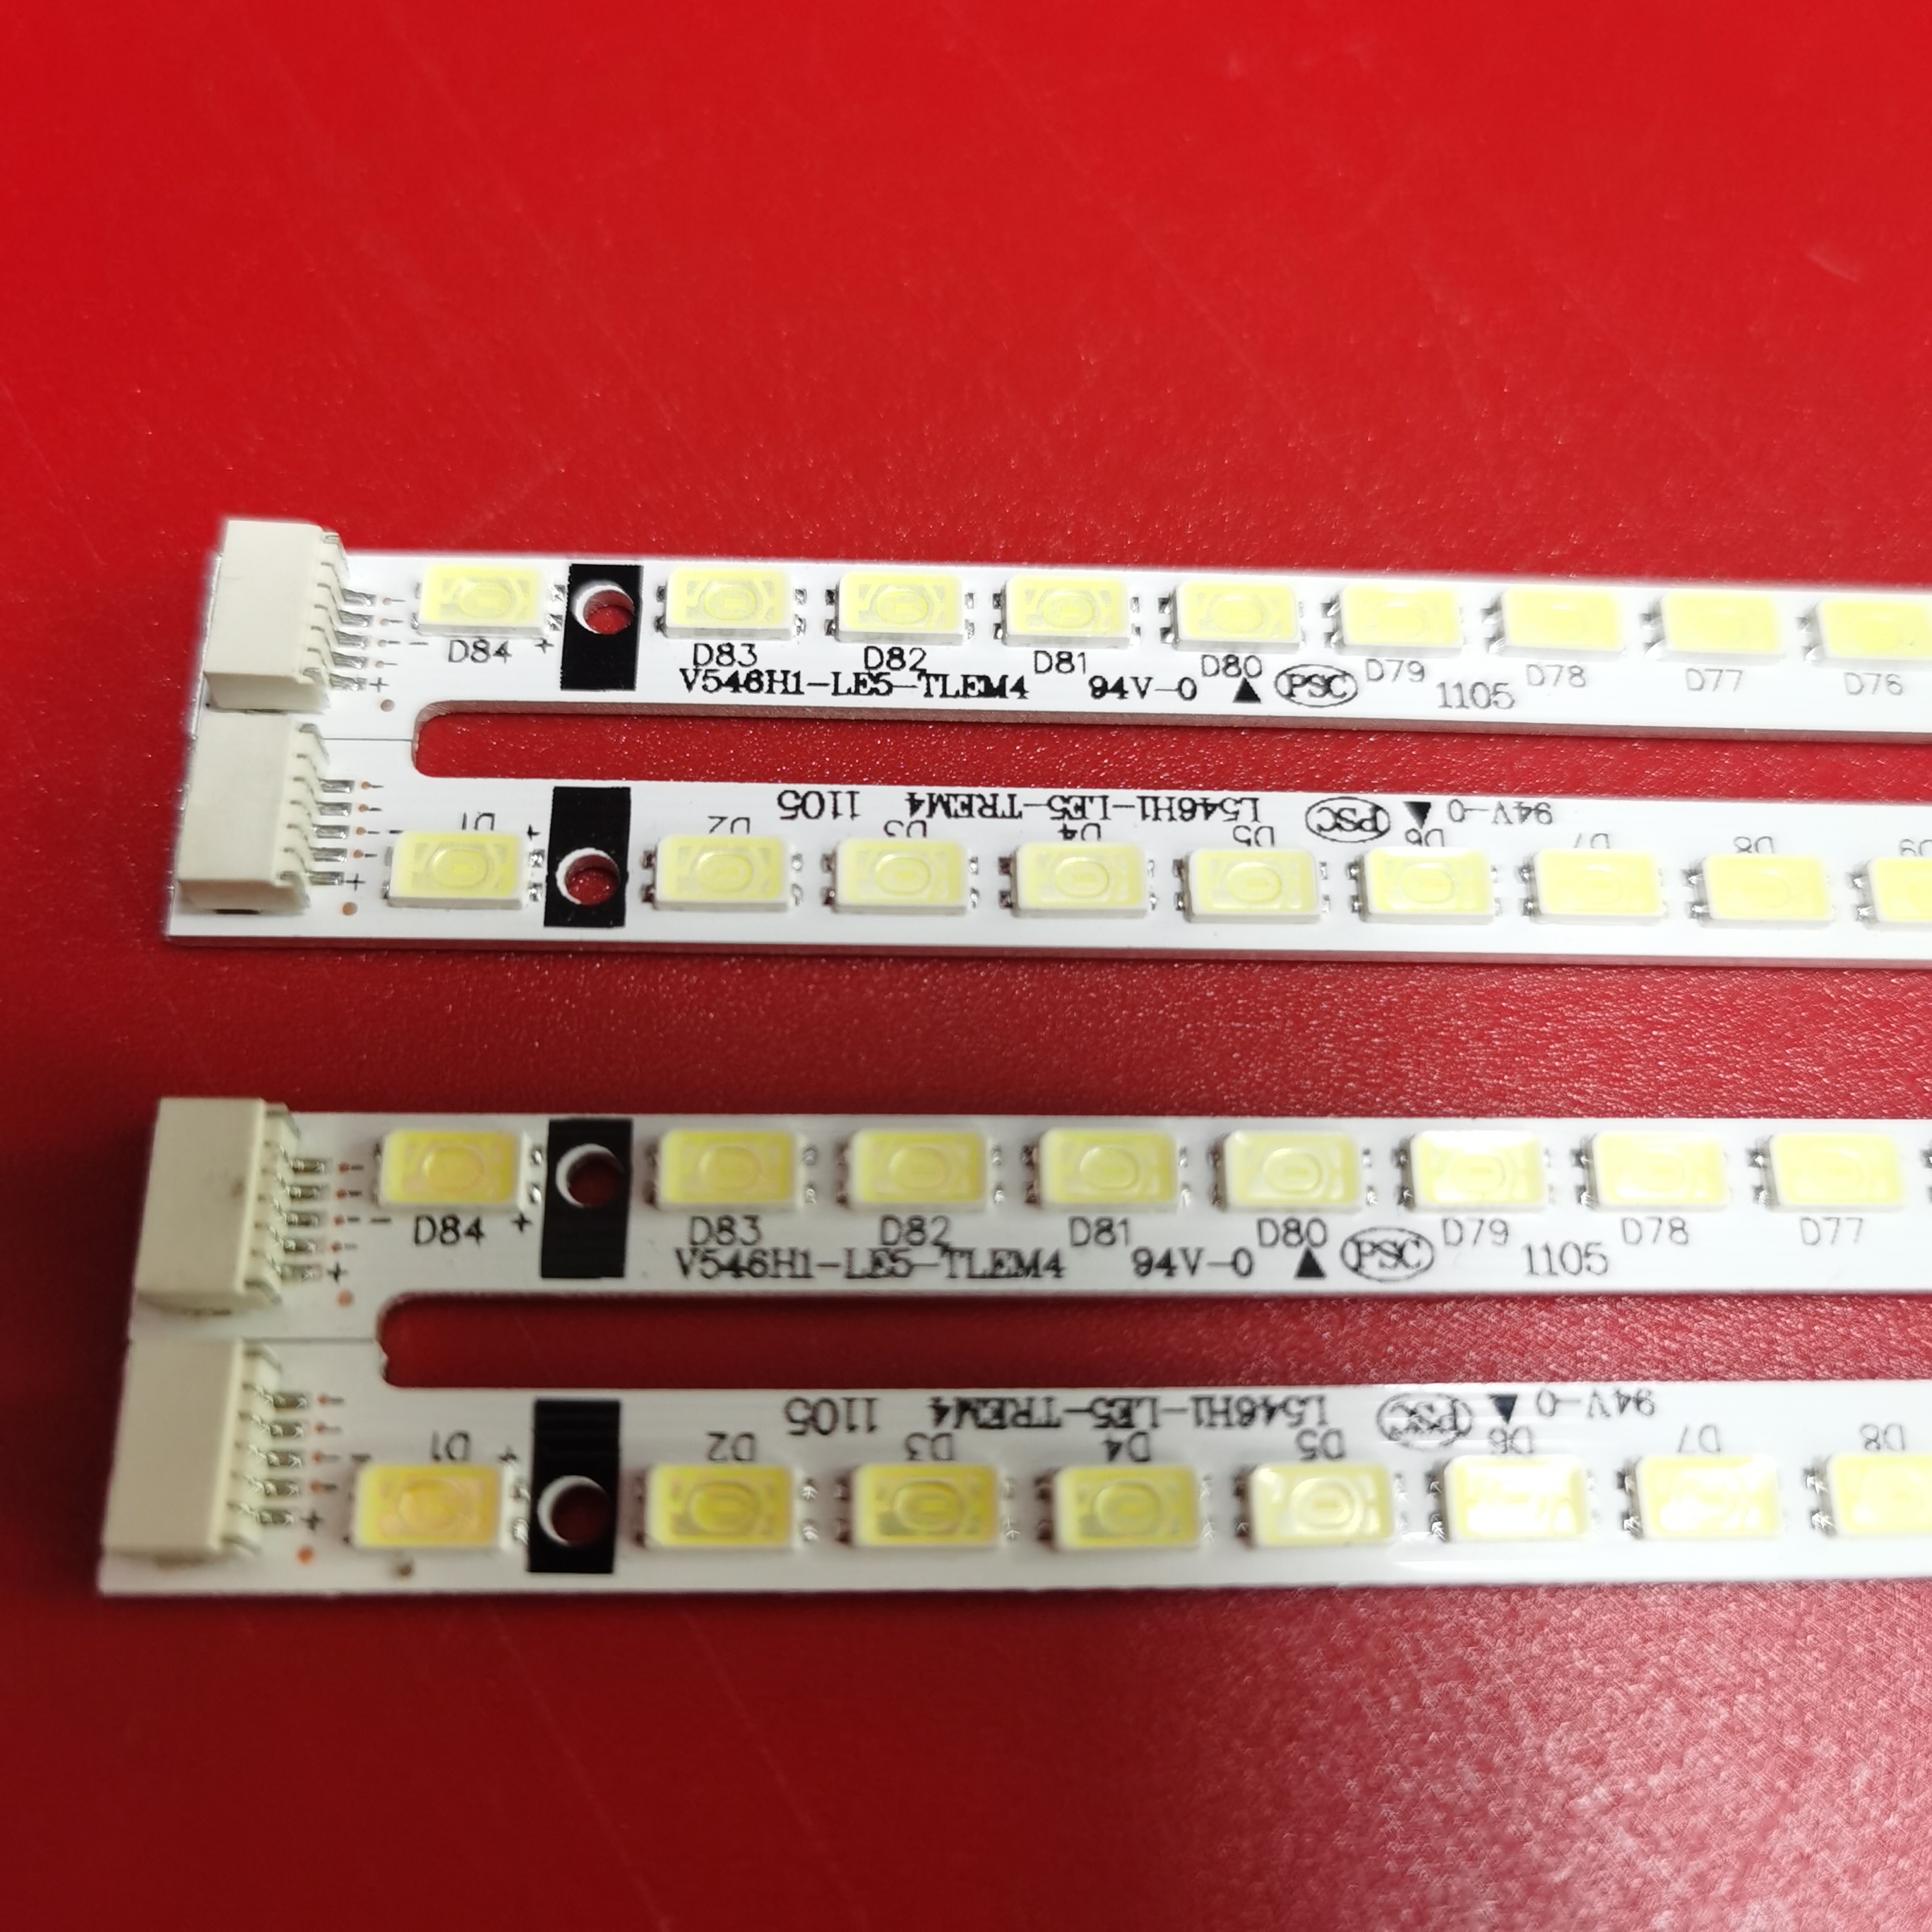 D84 + D83 D82 D81 D80 D79 D78 D77 D76
V546H1-LE5-TLEM4 94V-0 PSC 1105
94V-0 PSC L546H1-LE5-TREM4 1105
D1 + D2 D3 D4 D5 D6 D7 D8 D9
- D84 + D83 D82 D81 D80 D79 D78 D77
V546H1-LE5-TLEM4 94V-0 PSC 1105
94V-0 PSC L546H1-LE5-TREM4 1105
- D1 + D2 D3 D4 D5 D6 D7 D8